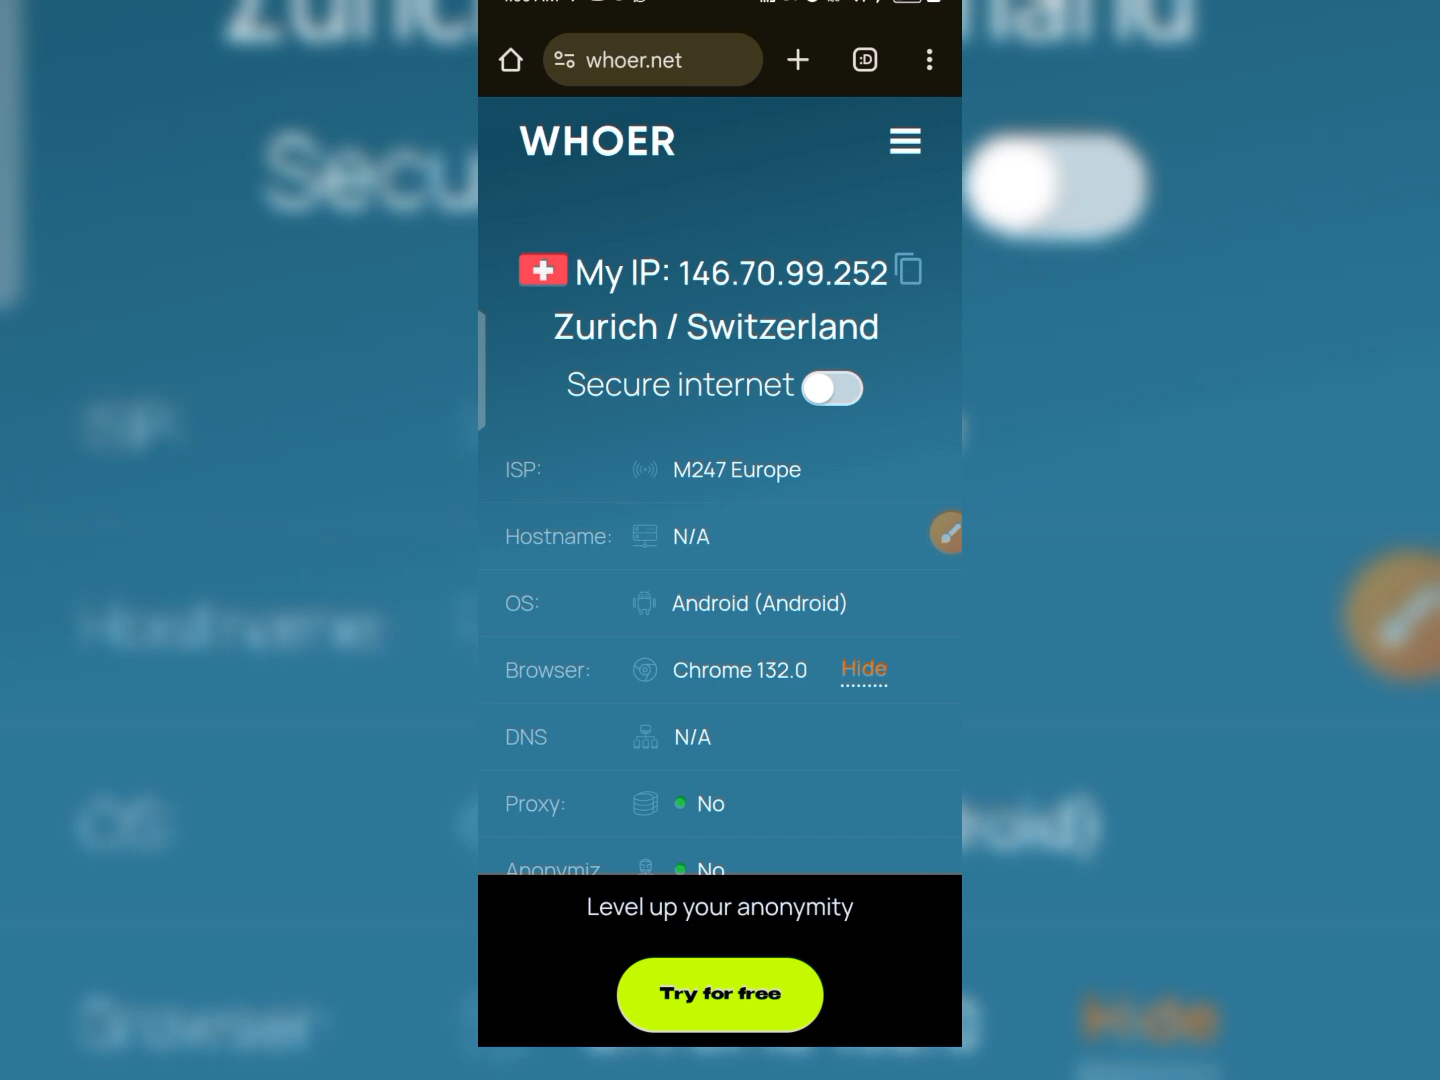 whoer.net
:D
WHOER
My IP: 146.70.99.252
Zurich / Switzerland
Secure internet
ISP: M247 Europe
Hostname: N/A
OS: Android (Android)
Browser: Chrome 132.0 Hide
DNS N/A
Proxy: No
Anonymiz No
Level up your anonymity
Try for free